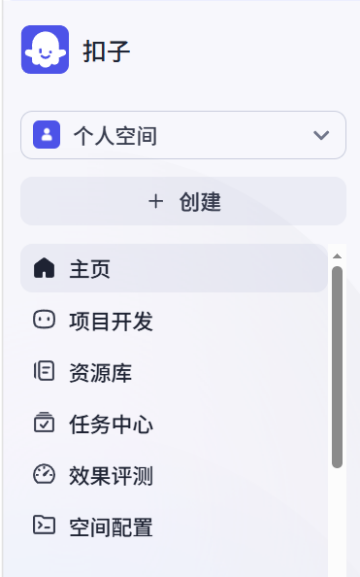 扣子
个人空间
+ 创建
主页
项目开发
资源库
任务中心
效果评测
空间配置